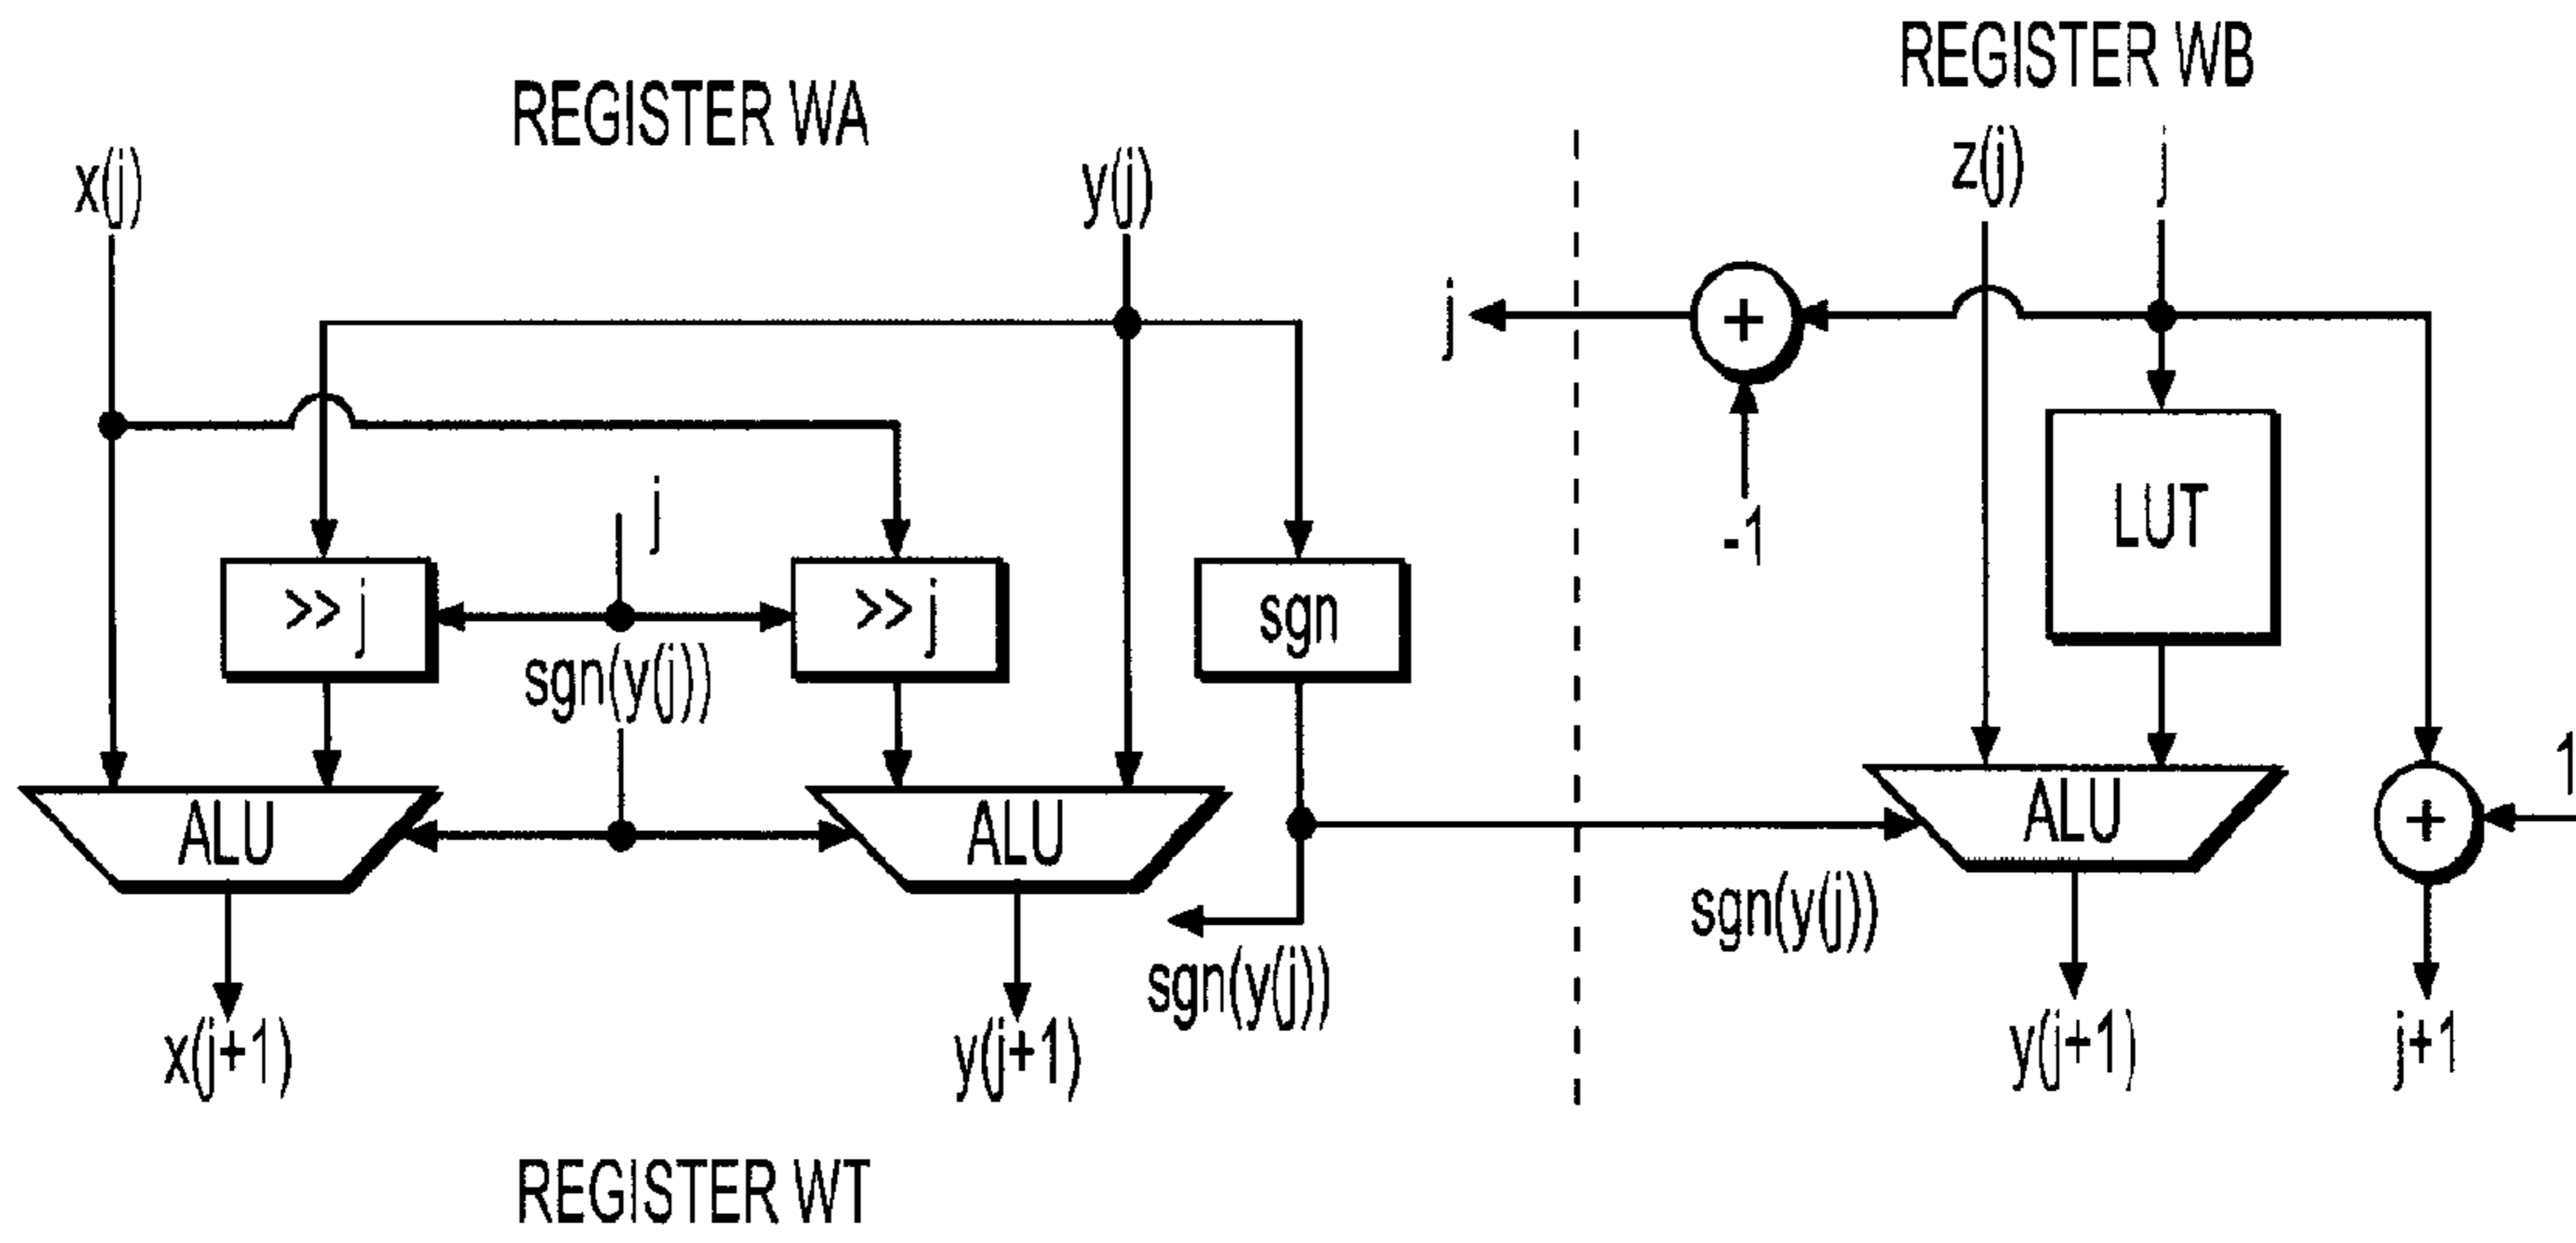 REGISTER WB
REGISTER WA
x(j)
y(j)
z(j)
j
j
+
-1
j
LUT
>> j
>> j
sgn
sgn(y(j))
1
ALU
ALU
ALU
+
sgn(y(j))
sgn(y(j))
x(j+1)
y(j+1)
y(j+1)
j+1
REGISTER WT